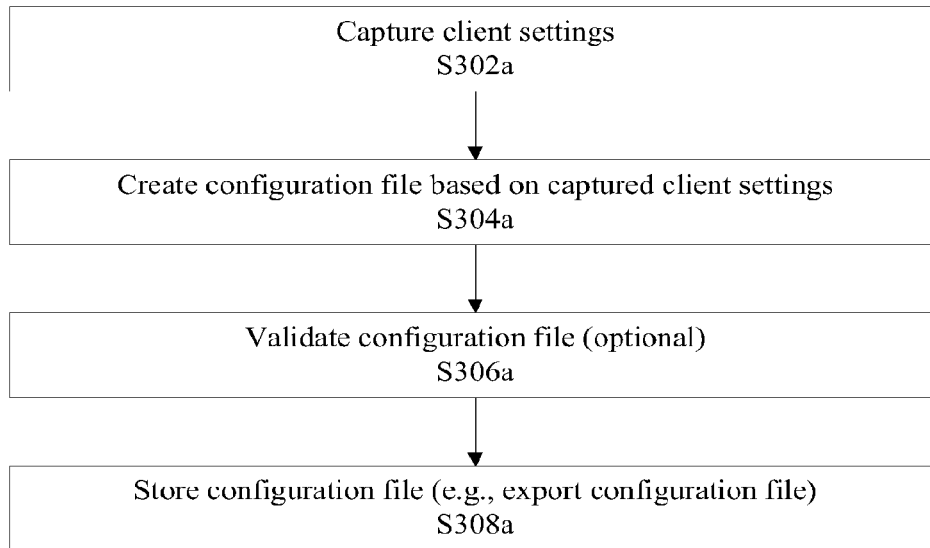 Capture client settings
S302a
Create configuration file based on captured client settings
S304a
Validate configuration file (optional)
S306a
Store configuration file (e.g., export configuration file)
S308a